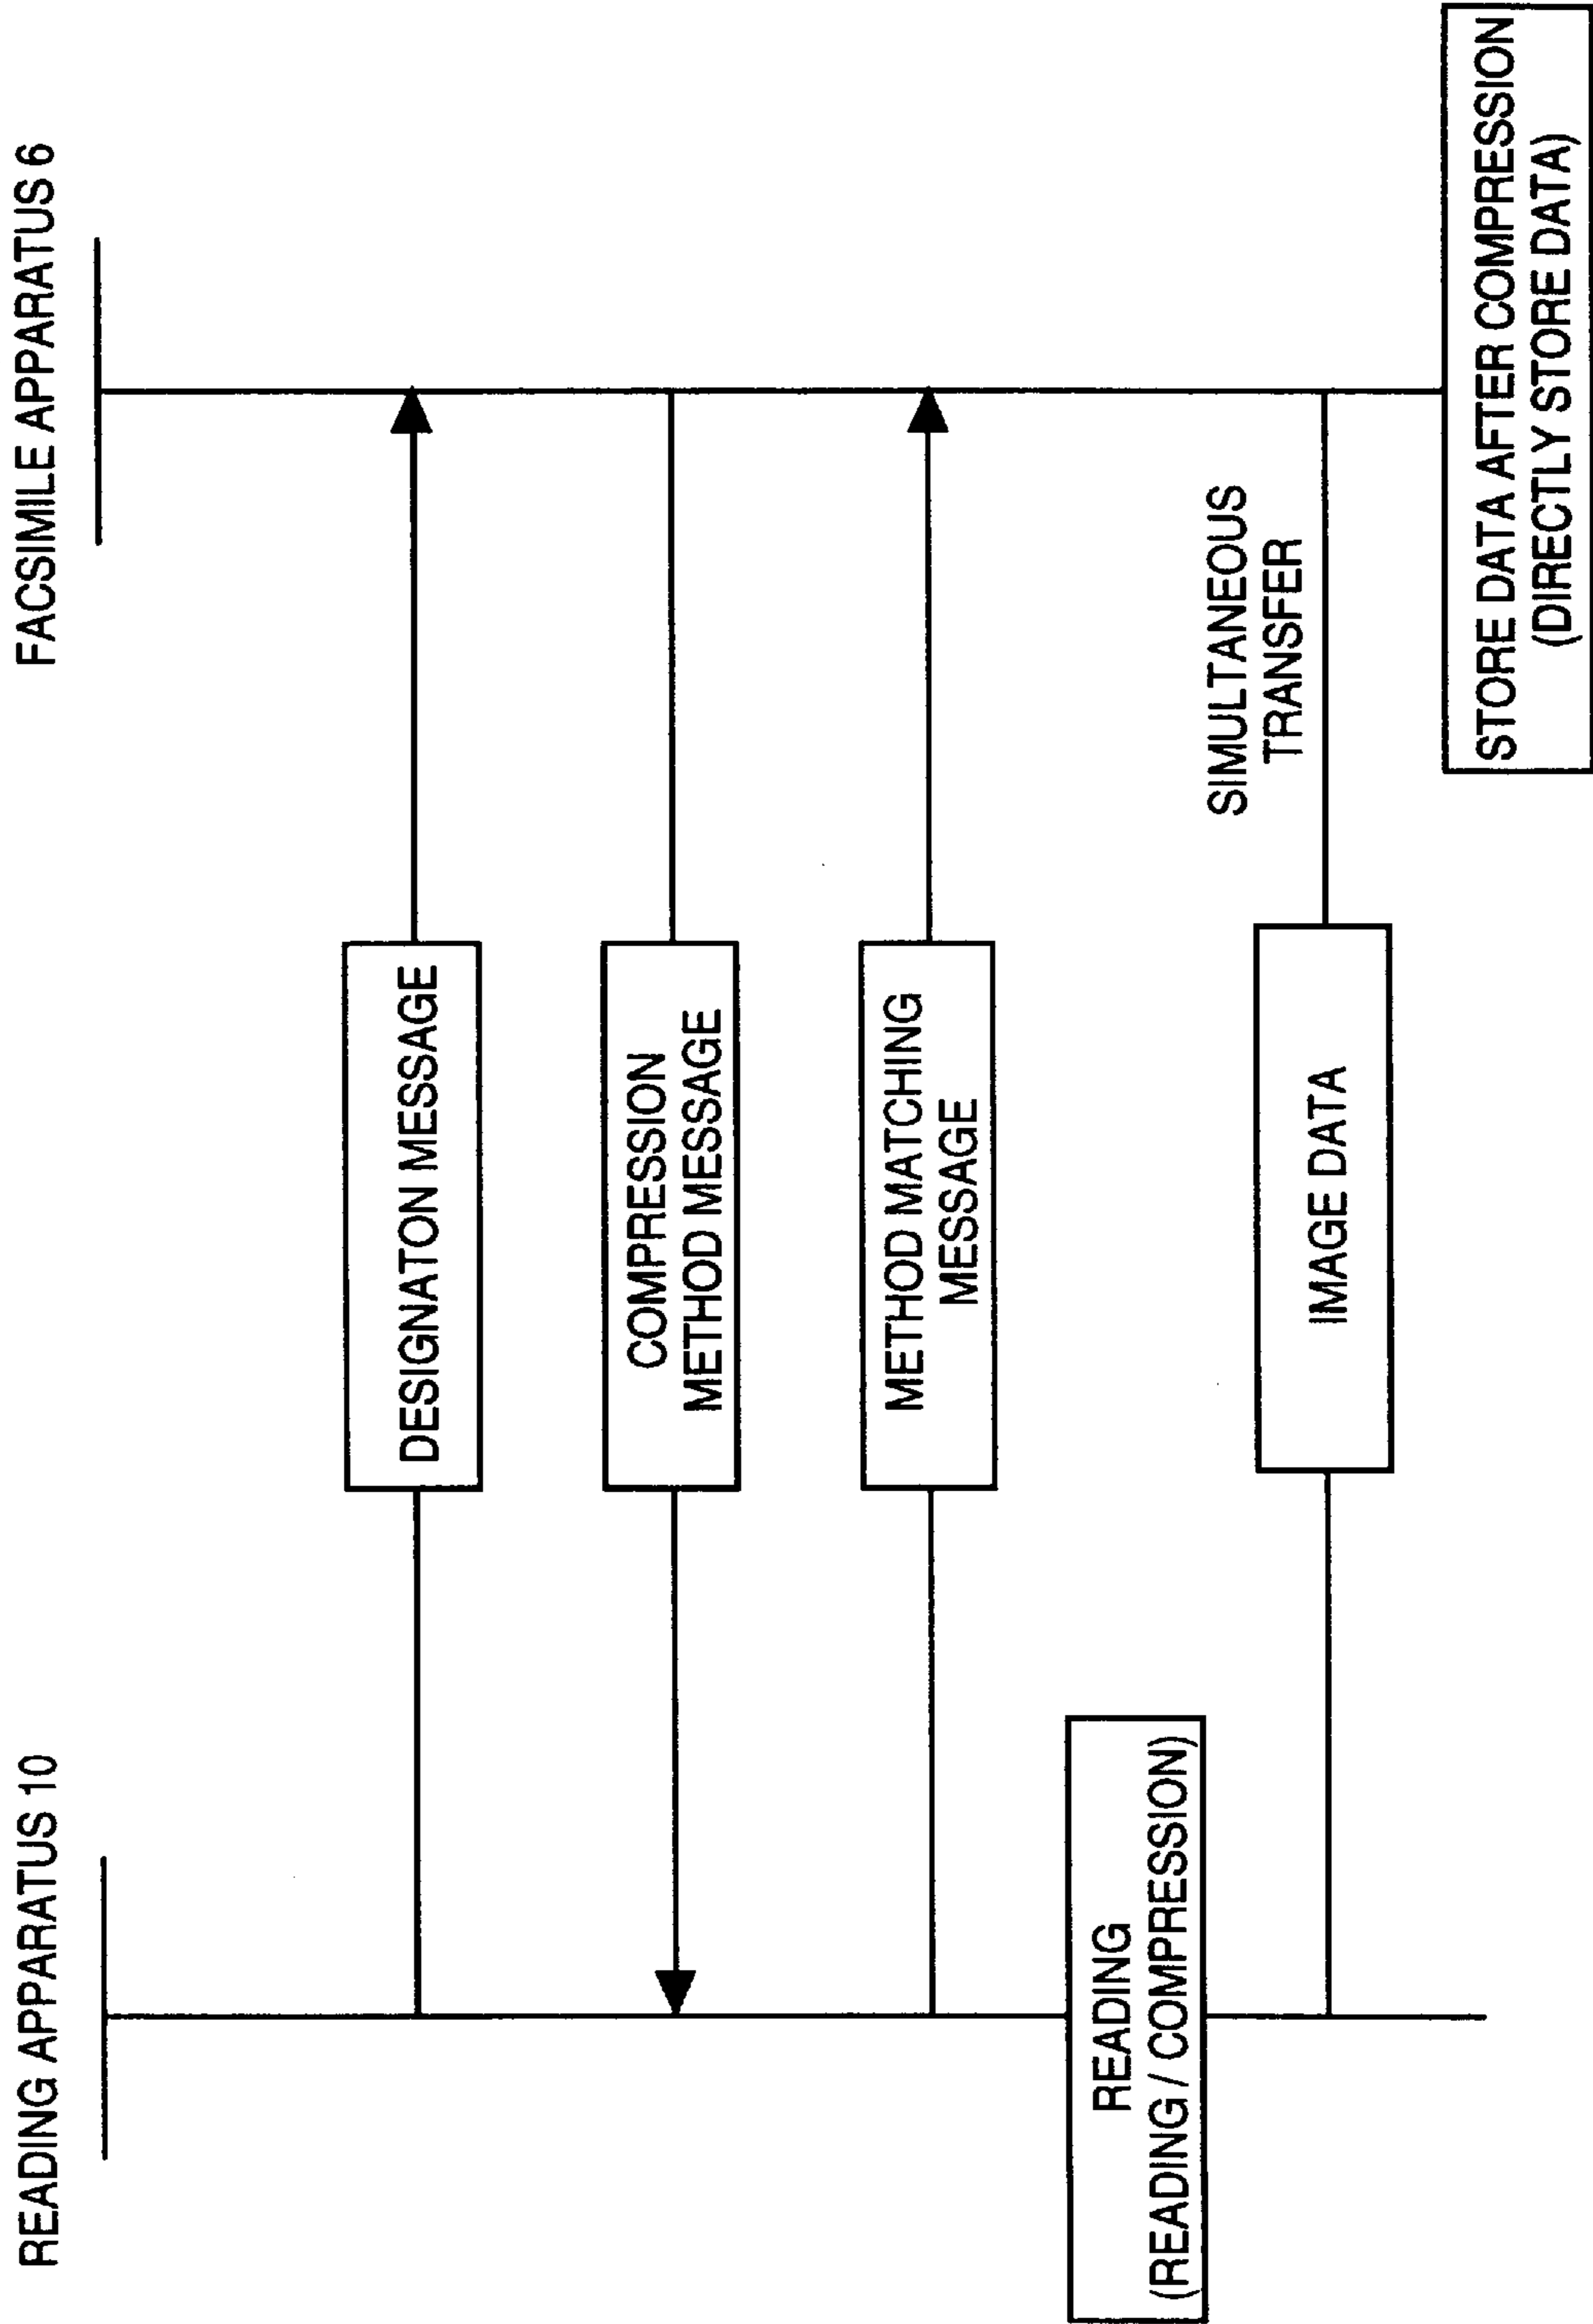 READING APPARATUS 10
FACSIMILE APPARATUS 6
DESIGNATON MESSAGE
COMPRESSION
METHOD MESSAGE
METHOD MATCHING
MESSAGE
READING
(READING / COMPRESSION)
SIMULTANEOUS
TRANSFER
IMAGE DATA
STORE DATA AFTER COMPRESSION
(DIRECTLY STORE DATA)